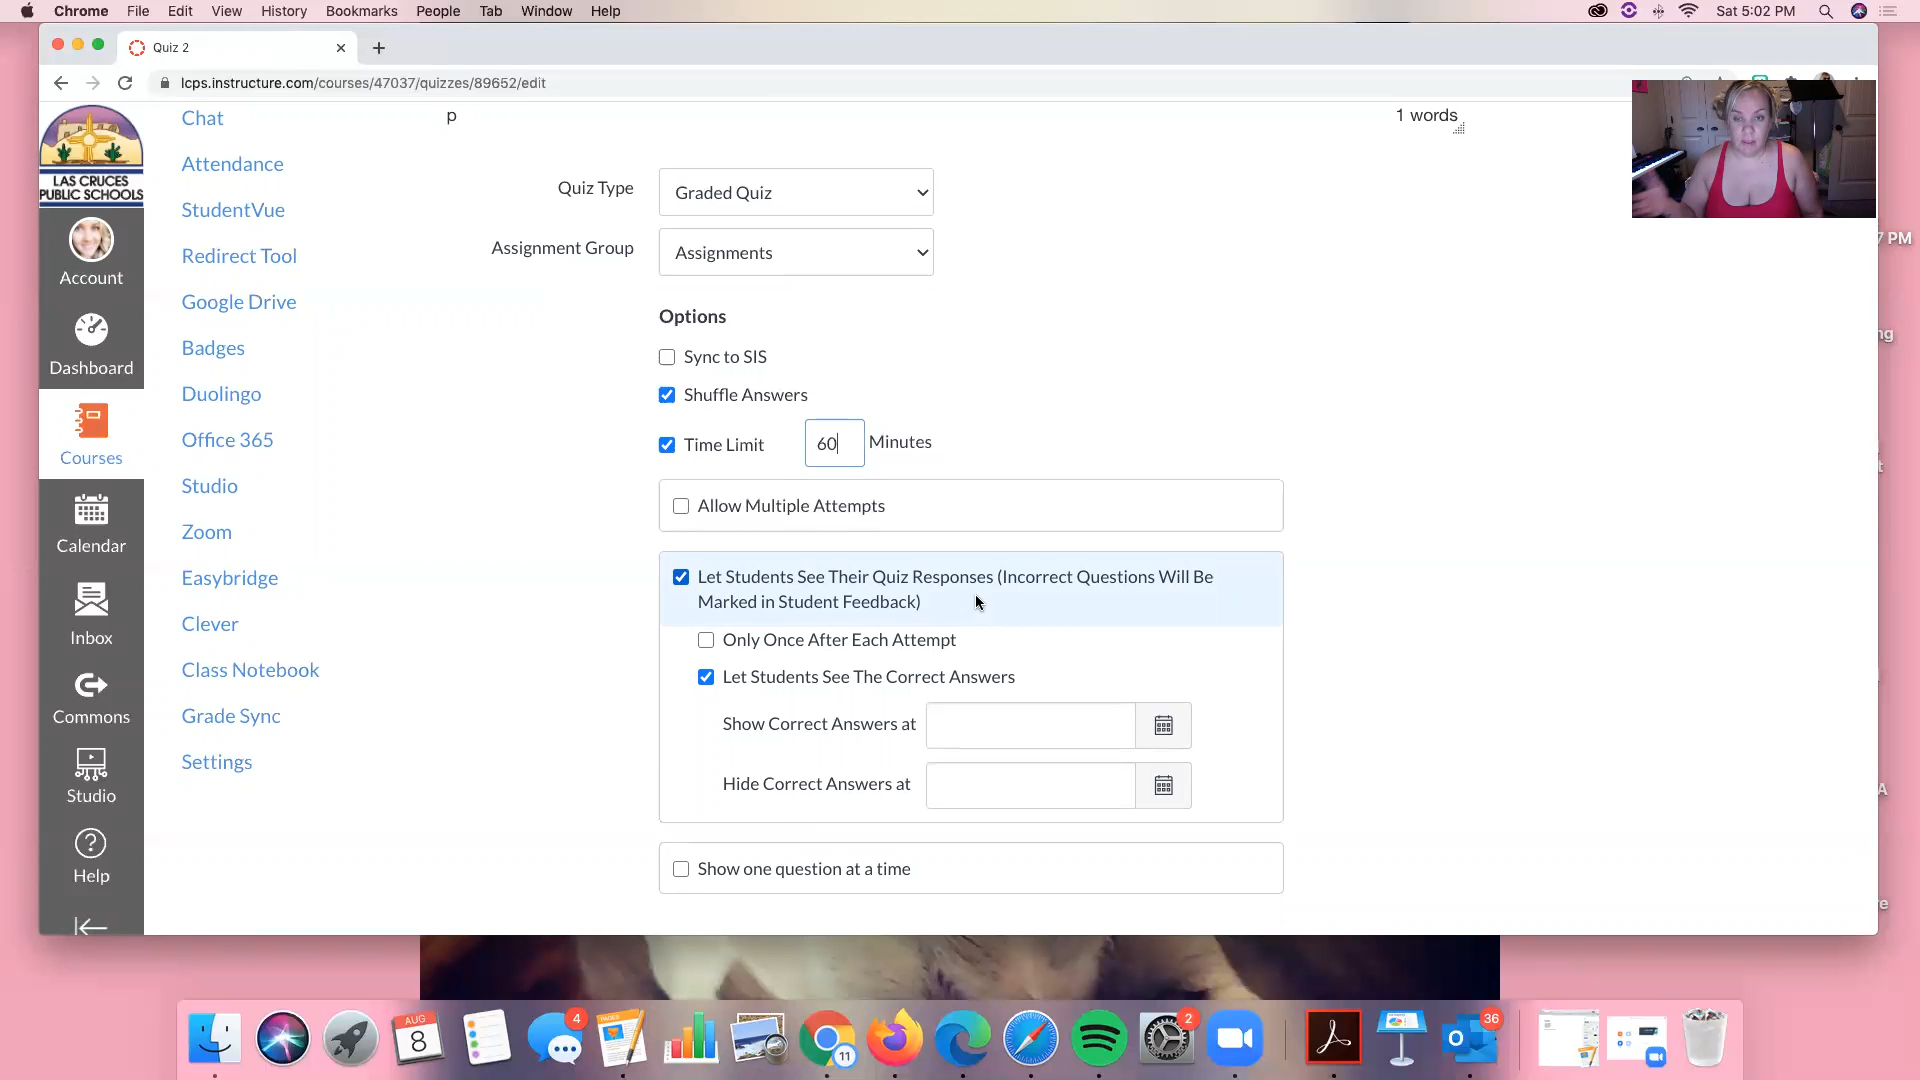 Chrome File Edit View History Bookmarks People Tab Window Help Sat 5:02 PM
Quiz 2
lcps.instructure.com/courses/47037/quizzes/89652/edit
LAS CRUCES
PUBLIC SCHOOLS
Account
Dashboard
Courses
Calendar
Inbox
Commons
Studio
Help
Chat
Attendance
StudentVue
Redirect Tool
Google Drive
Badges
Duolingo
Office 365
Studio
Zoom
Easybridge
Clever
Class Notebook
Grade Sync
Settings
p 1 words
Quiz Type Graded Quiz
Assignment Group Assignments
Options
Sync to SIS
Shuffle Answers
Time Limit 60 Minutes
Allow Multiple Attempts
Let Students See Their Quiz Responses (Incorrect Questions Will Be
Marked in Student Feedback)
Only Once After Each Attempt
Let Students See The Correct Answers
Show Correct Answers at
Hide Correct Answers at
Show one question at a time
7 PM
ng
t
A
re
AUG
8
4
PAGES
11
2
36